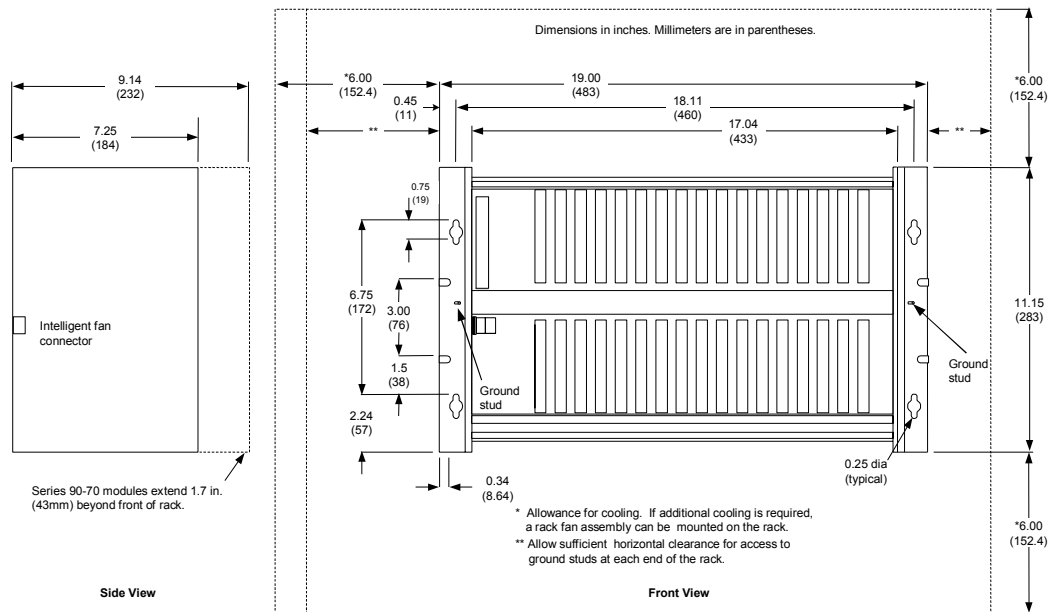 Dimensions in inches. Millimeters are in parentheses.
9.14
(232)
7.25
(184)
*6.00
(152.4)
19.00
(483)
0.45
(11)
18.11
(460)
**
17.04
(433)
**
*6.00
(152.4)
0.75
(19)
6.75
(172)
3.00
(76)
1.5
(38)
2.24
(57)
11.15
(283)
Intelligent fan
connector
Ground
stud
Ground
stud
0.25 dia
(typical)
0.34
(8.64)
Series 90-70 modules extend 1.7 in.
(43mm) beyond front of rack.
* Allowance for cooling. If additional cooling is required,
a rack fan assembly can be mounted on the rack.
** Allow sufficient horizontal clearance for access to
ground studs at each end of the rack.
*6.00
(152.4)
Side View
Front View